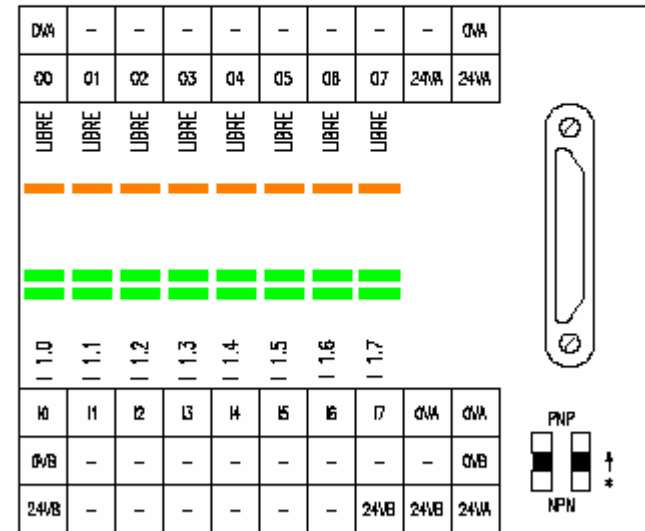 0VA - - - - - - - - 0VA
O0 O1 O2 O3 O4 O5 O6 O7 24VA 24VA
LIBRE LIBRE LIBRE LIBRE LIBRE LIBRE LIBRE LIBRE
I 1.0 I 1.1 I 1.2 I 1.3 I 1.4 I 1.5 I 1.6 I 1.7
I0 I1 I2 I3 I4 I5 I6 I7 0VA 0VA
0VB - - - - - - - - 0VB
24VB - - - - - - 24VB 24VB 24VA
PNP
*
NPN